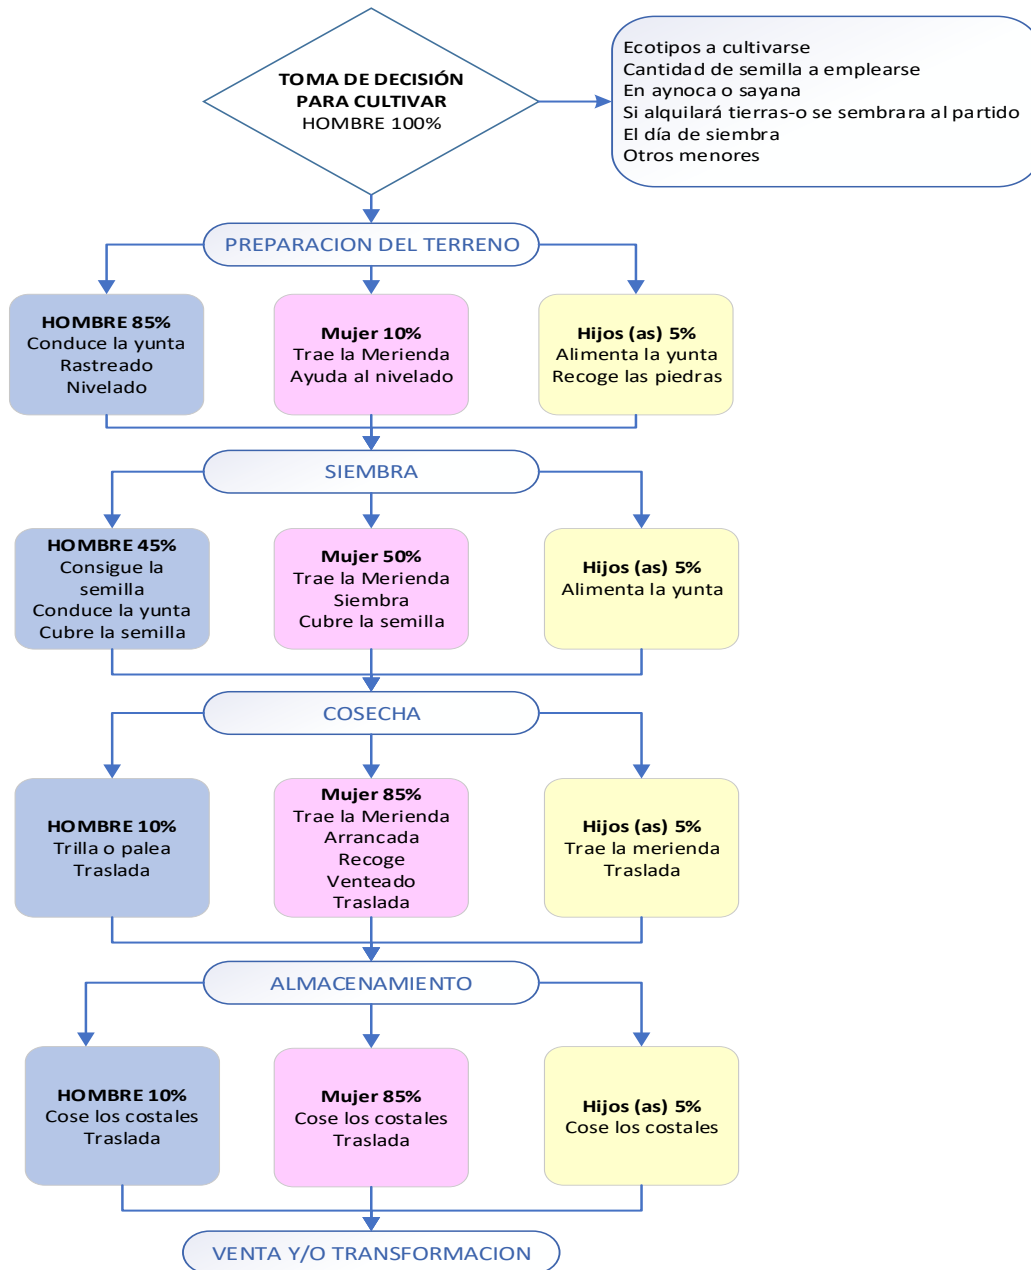 TOMA DE DECISIÓN
PARA CULTIVAR
HOMBRE 100%
Ecotipos a cultivarse
Cantidad de semilla a emplearse
En aynoca o sayana
Si alquilará tierras-o se sembrara al partido
El día de siembra
Otros menores
PREPARACION DEL TERRENO
HOMBRE 85%
Conduce la yunta
Rastreado
Nivelado
Mujer 10%
Trae la Merienda
Ayuda al nivelado
Hijos (as) 5%
Alimenta la yunta
Recoge las piedras
SIEMBRA
HOMBRE 45%
Consigue la
semilla
Conduce la yunta
Cubre la semilla
Mujer 50%
Trae la Merienda
Siembra
Cubre la semilla
Hijos (as) 5%
Alimenta la yunta
COSECHA
HOMBRE 10%
Trilla o palea
Traslada
Mujer 85%
Trae la Merienda
Arrancada
Recoge
Venteado
Traslada
Hijos (as) 5%
Trae la merienda
Traslada
ALMACENAMIENTO
HOMBRE 10%
Cose los costales
Traslada
Mujer 85%
Cose los costales
Traslada
Hijos (as) 5%
Cose los costales
VENTA Y/O TRANSFORMACION